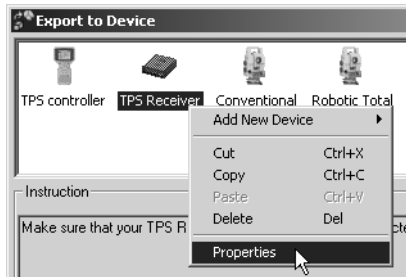 Export to Device
TPS controller TPS Receiver Conventional Robotic Total
Add New Device
Cut Ctrl+X
Copy Ctrl+C
Paste Ctrl+V
Delete Del
Properties
Instruction
Make sure that your TPS R